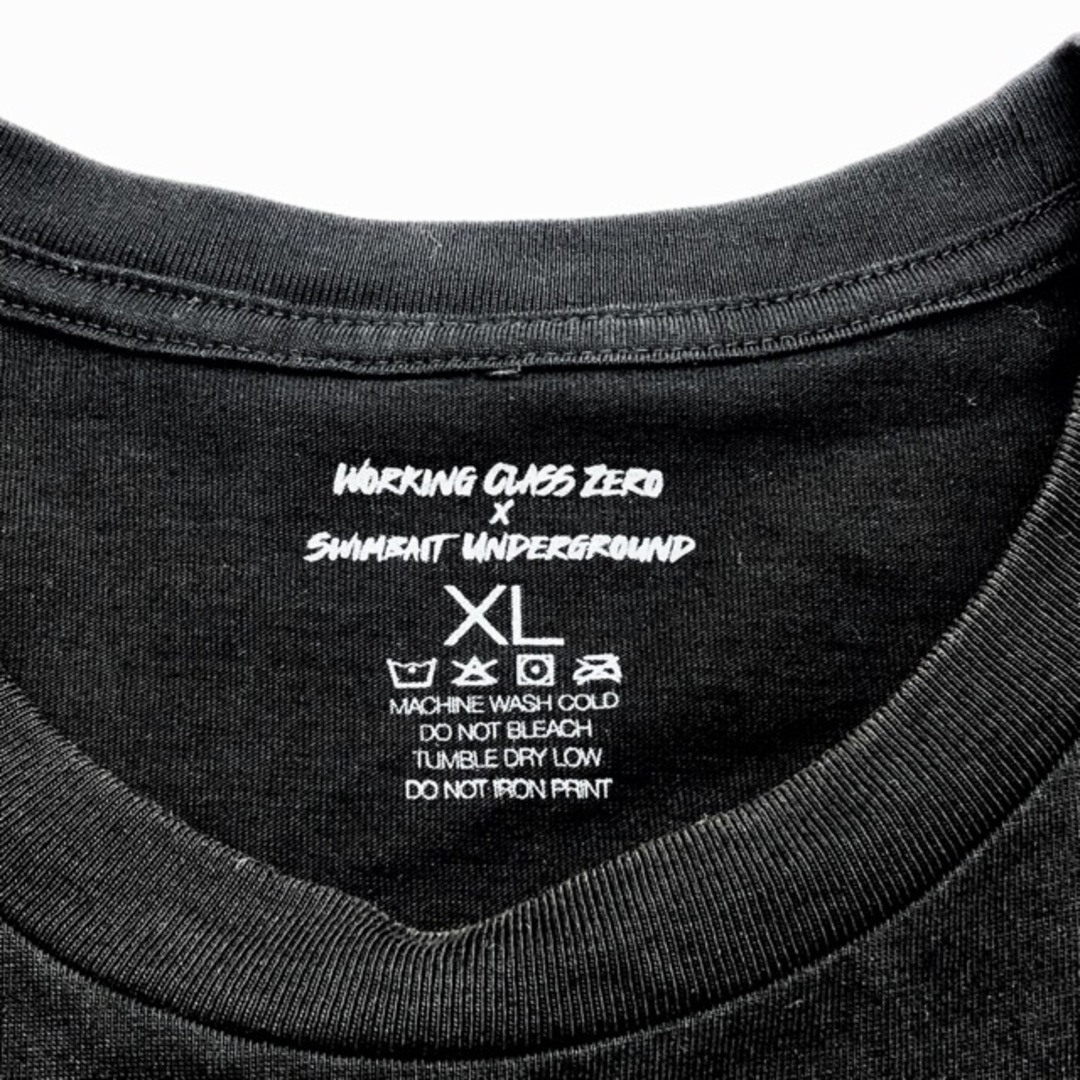 WORKING CLASS ZERO
X
SWIMBAIT UNDERGROUND
XL
MACHINE WASH COLD
DO NOT BLEACH
TUMBLE DRY LOW
DO NOT IRON PRINT